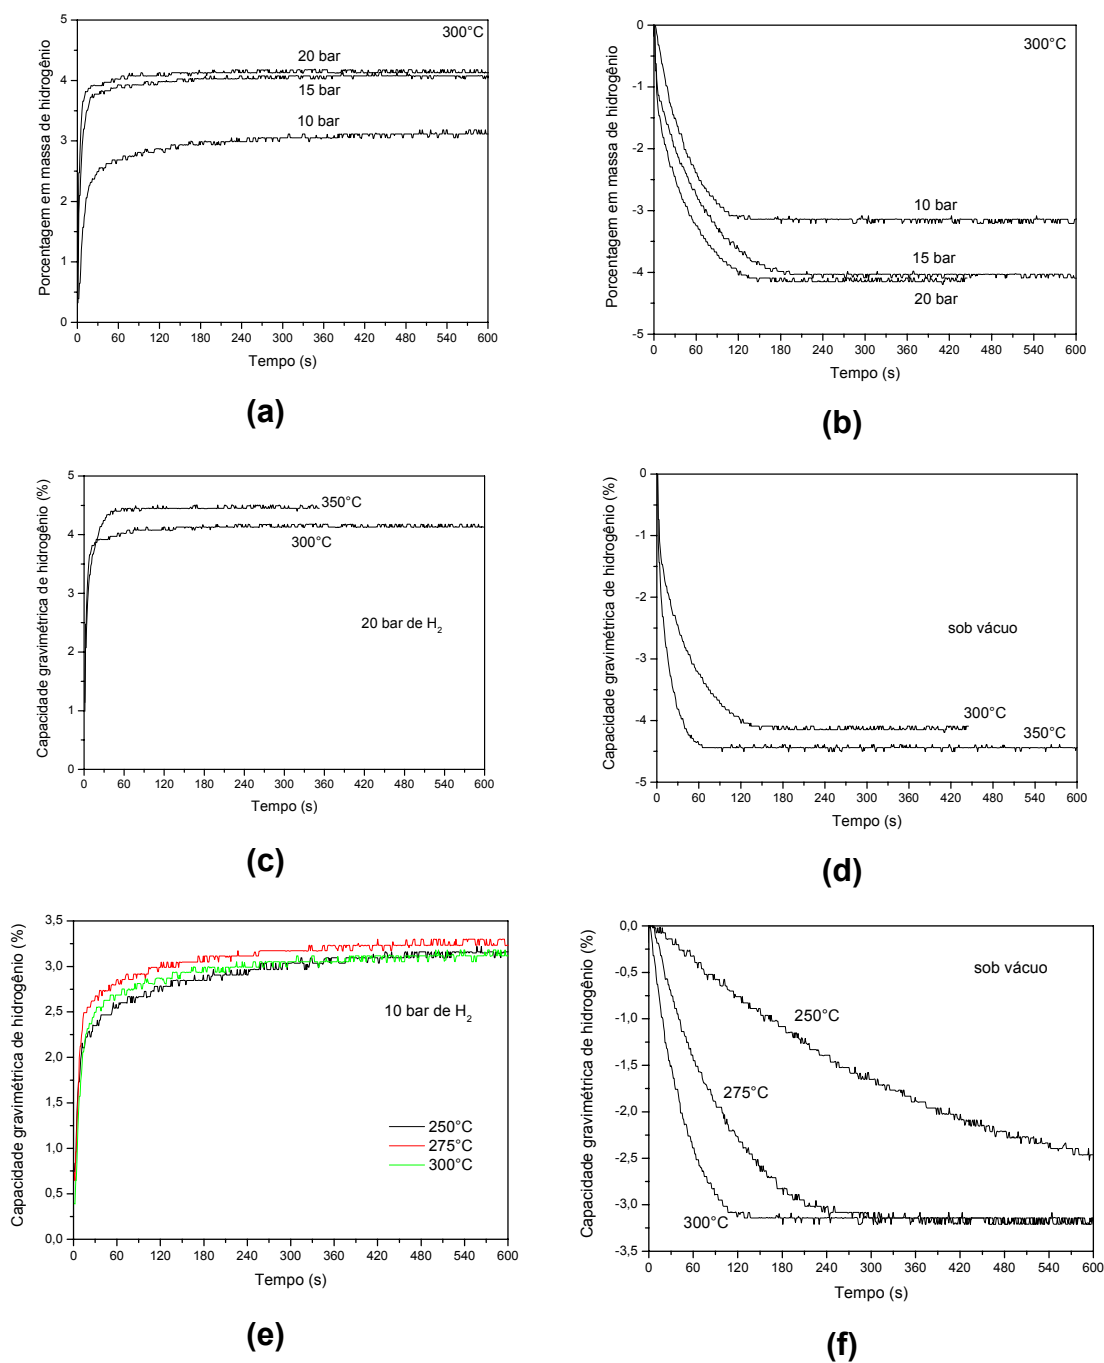 5
4
3
2
1
0
0 60 120 180 240 300 360 420 480 540 600
Porcentagem em massa de hidrogênio
Tempo (s)
300°C
20 bar
15 bar
10 bar
(a)
0
-1
-2
-3
-4
-5
0 60 120 180 240 300 360 420 480 540 600
Porcentagem em massa de hidrogênio
Tempo (s)
300°C
10 bar
15 bar
20 bar
(b)
5
4
3
2
1
0
0 60 120 180 240 300 360 420 480 540 600
Capacidade gravimétrica de hidrogênio (%)
Tempo (s)
350°C
300°C
20 bar de H₂
(c)
0
-1
-2
-3
-4
-5
0 60 120 180 240 300 360 420 480 540 600
Capacidade gravimétrica de hidrogênio (%)
Tempo (s)
sob vácuo
300°C
350°C
(d)
3,5
3,0
2,5
2,0
1,5
1,0
0,5
0,0
0 60 120 180 240 300 360 420 480 540 600
Capacidade gravimétrica de hidrogênio (%)
Tempo (s)
10 bar de H₂
250°C
275°C
300°C
(e)
0,0
-0,5
-1,0
-1,5
-2,0
-2,5
-3,0
-3,5
0 60 120 180 240 300 360 420 480 540 600
Capacidade gravimétrica de hidrogênio (%)
Tempo (s)
sob vácuo
250°C
275°C
300°C
(f)